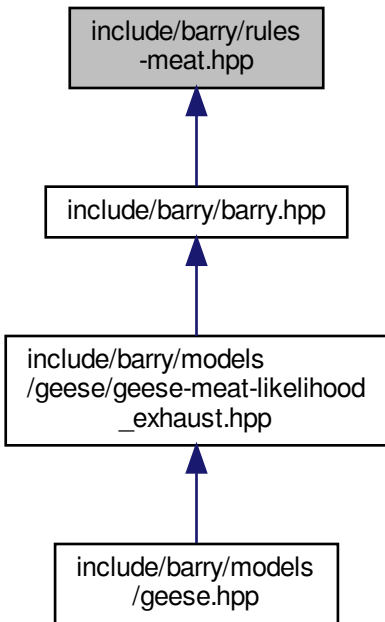 include/barry/rules
-meat.hpp
include/barry/barry.hpp
include/barry/models
/geese/geese-meat-likelihood
_exhaust.hpp
include/barry/models
/geese.hpp